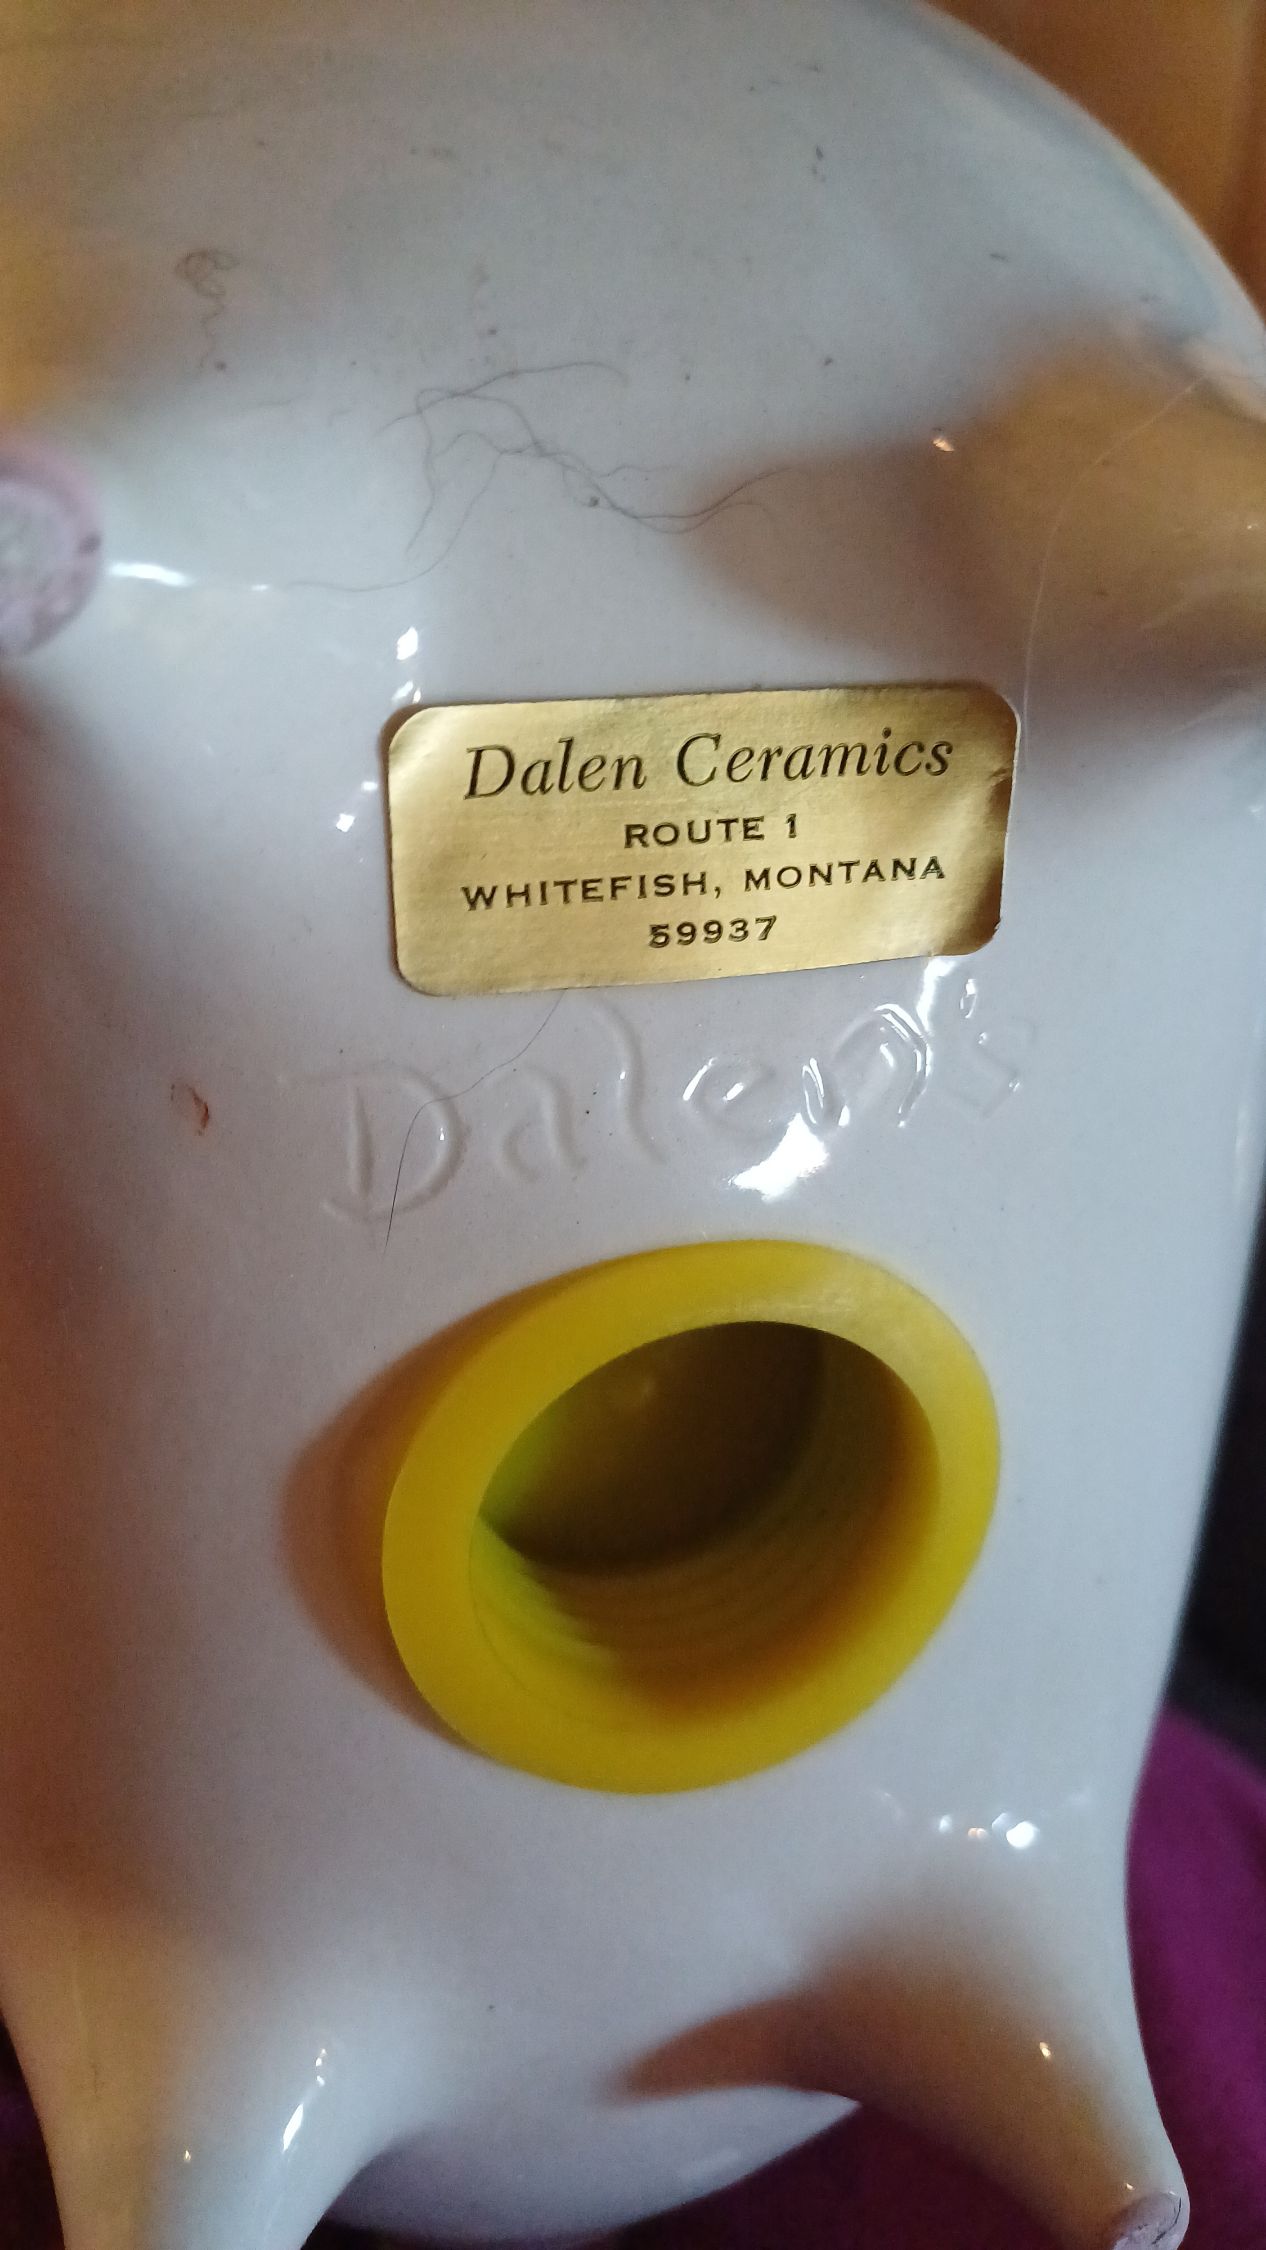 Dalen Ceramics
ROUTE 1
WHITEFISH, MONTANA
59937
Dalen's